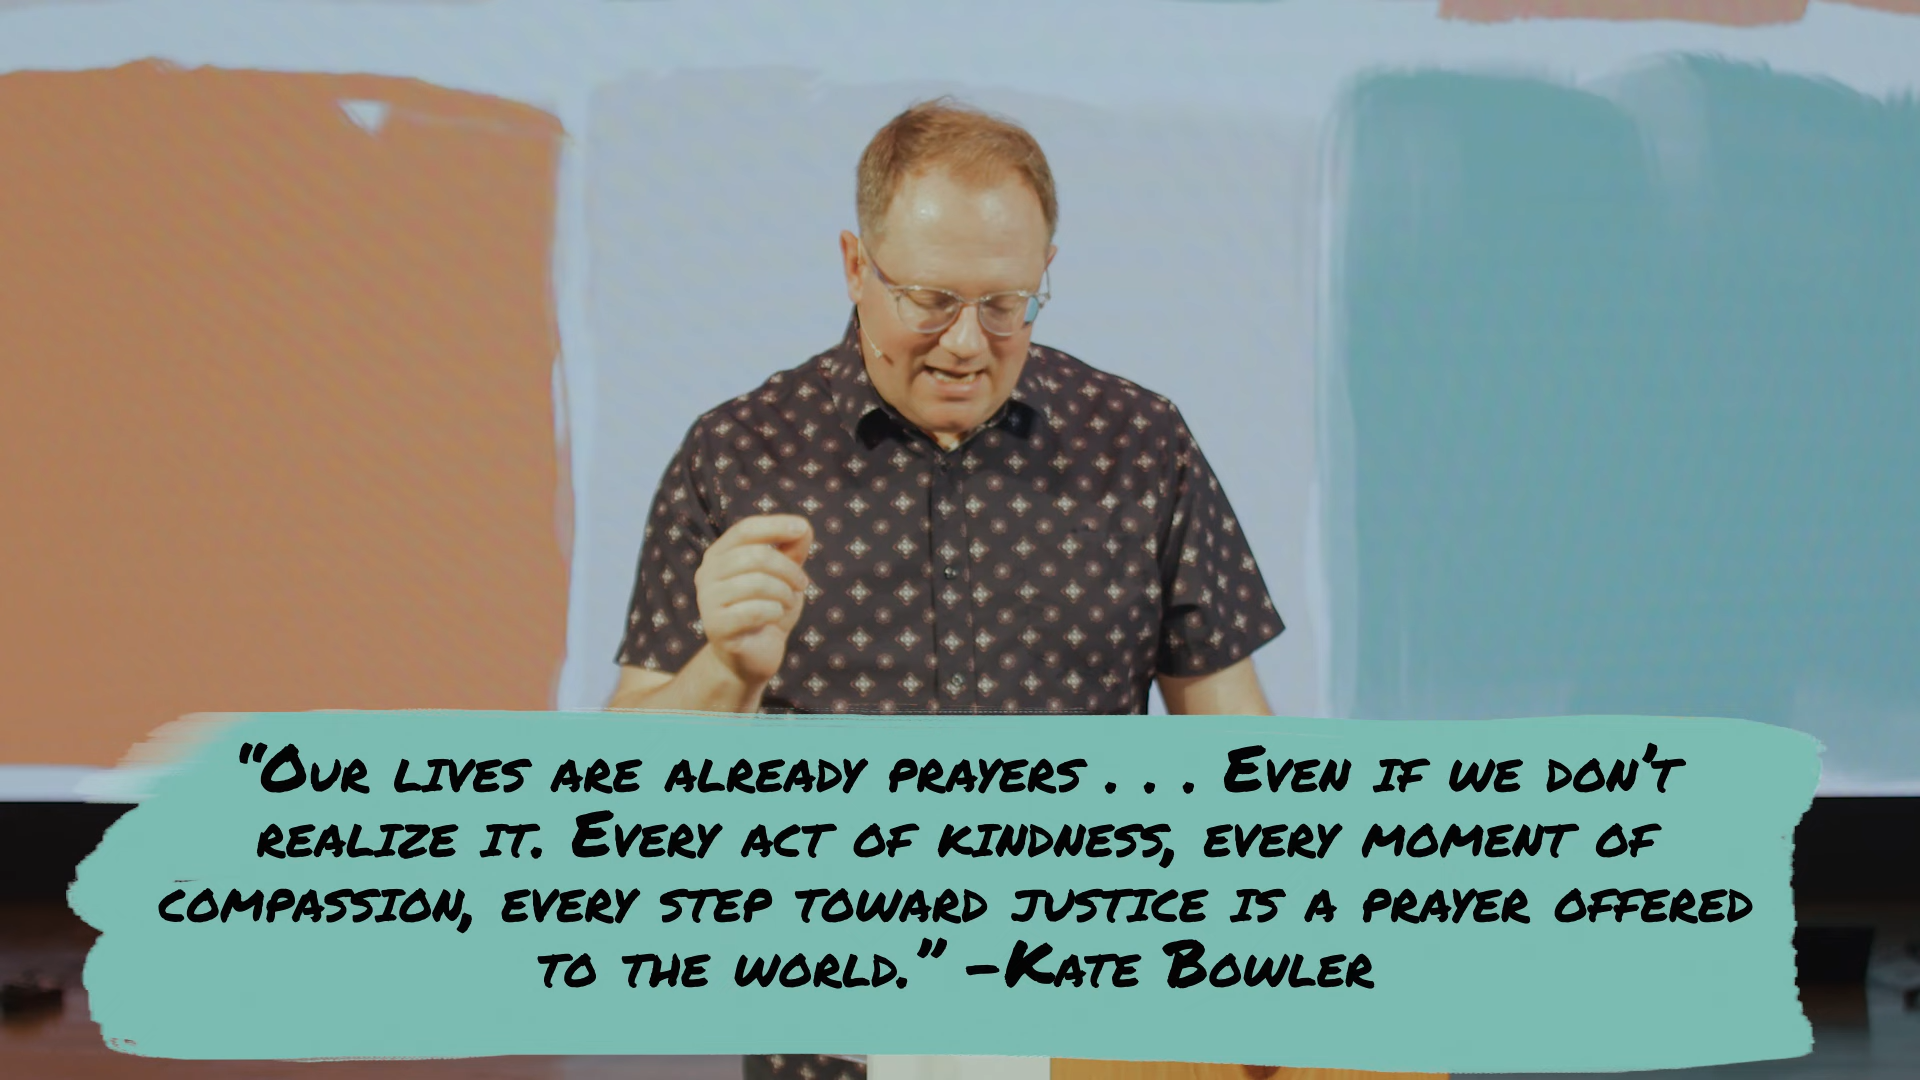 “Our lives are already prayers . . . Even if we don’t
realize it. Every act of kindness, every moment of
compassion, every step toward justice is a prayer offered
to the world.” –Kate Bowler